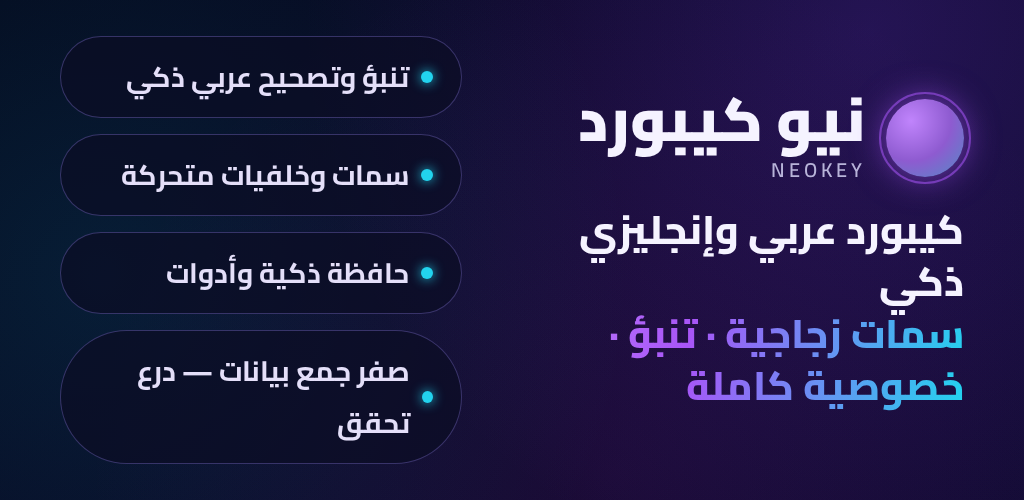 نيو كيبورد
NEOKEY
كيبورد عربي وإنجليزي
ذكي
سمات زجاجية · تنبؤ ·
خصوصية كاملة
تنبؤ وتصحيح عربي ذكي
سمات وخلفيات متحركة
حافظة ذكية وأدوات
صفر جمع بيانات — درع
تحقق